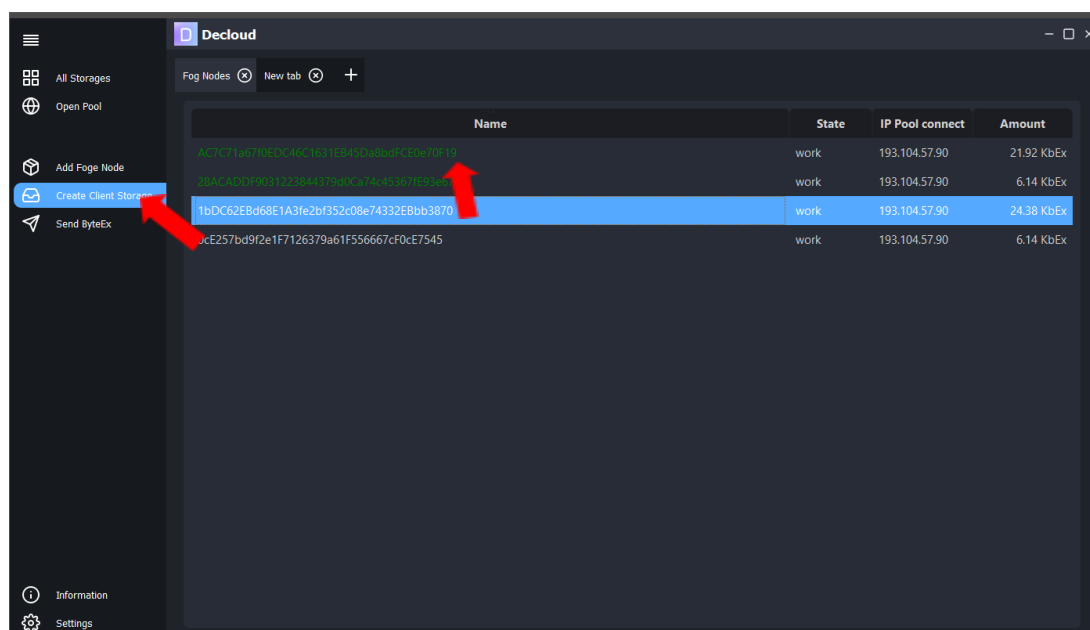 D Decloud
All Storages
Open Pool
Add Foge Node
Create Client Storage
Send ByteEx
Information
Settings
Fog Nodes New tab +
Name State IP Pool connect Amount
AC7C71a67f0EDC46C1631EB45Da8bdFCE0e70F19 work 193.104.57.90 21.92 KbEx
work 193.104.57.90 6.14 KbEx
1bDC62EBd68E1A3fe2bf352c08e74332EBbb3870 work 193.104.57.90 24.38 KbEx
work 193.104.57.90 6.14 KbEx